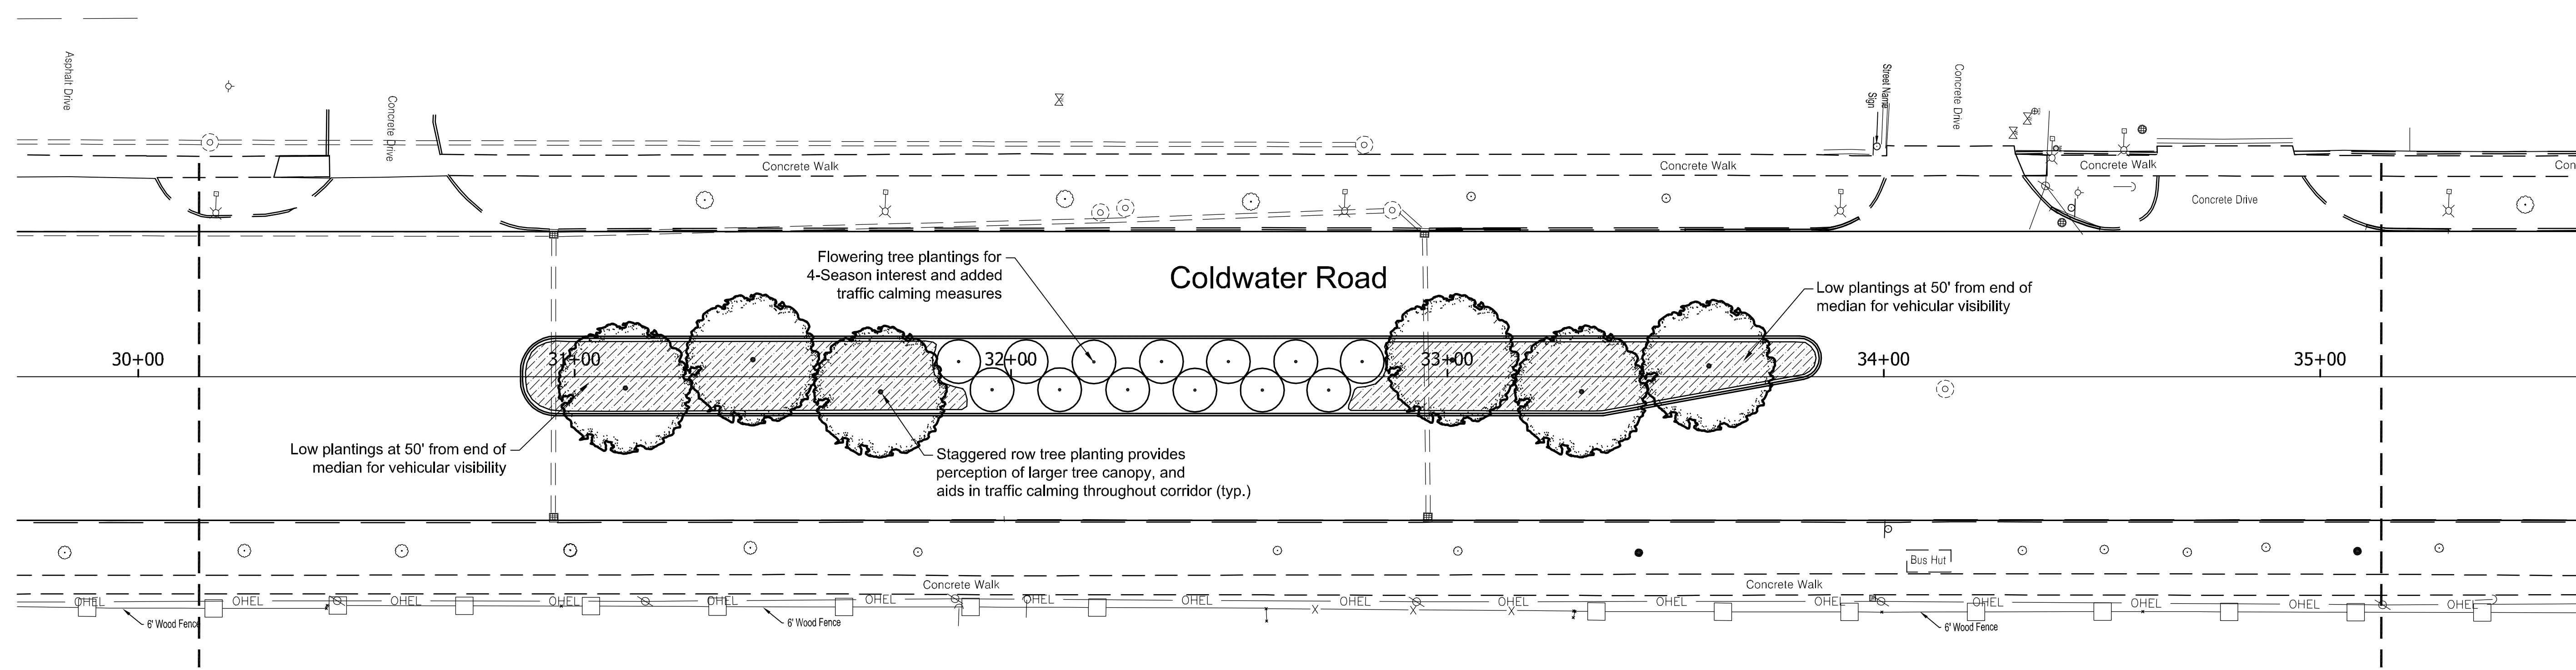 Asphalt Drive
Concrete Drive
Street Name
Sign
Concrete Drive
Concrete Walk
Concrete Walk
Concrete Walk
Con
Concrete Drive
Flowering tree plantings for
4-Season interest and added
traffic calming measures
Coldwater Road
Low plantings at 50' from end of
median for vehicular visibility
30+00
31+00
32+00
33+00
34+00
35+00
Low plantings at 50' from end of
median for vehicular visibility
Staggered row tree planting provides
perception of larger tree canopy, and
aids in traffic calming throughout corridor (typ.)
Bus Hut
Concrete Walk
Concrete Walk
OHEL OHEL OHEL OHEL OHEL OHEL OHEL OHEL OHEL OHEL OHEL OHEL OHEL OHEL OHEL OHEL
X X X
6' Wood Fence
6' Wood Fence
6' Wood Fence